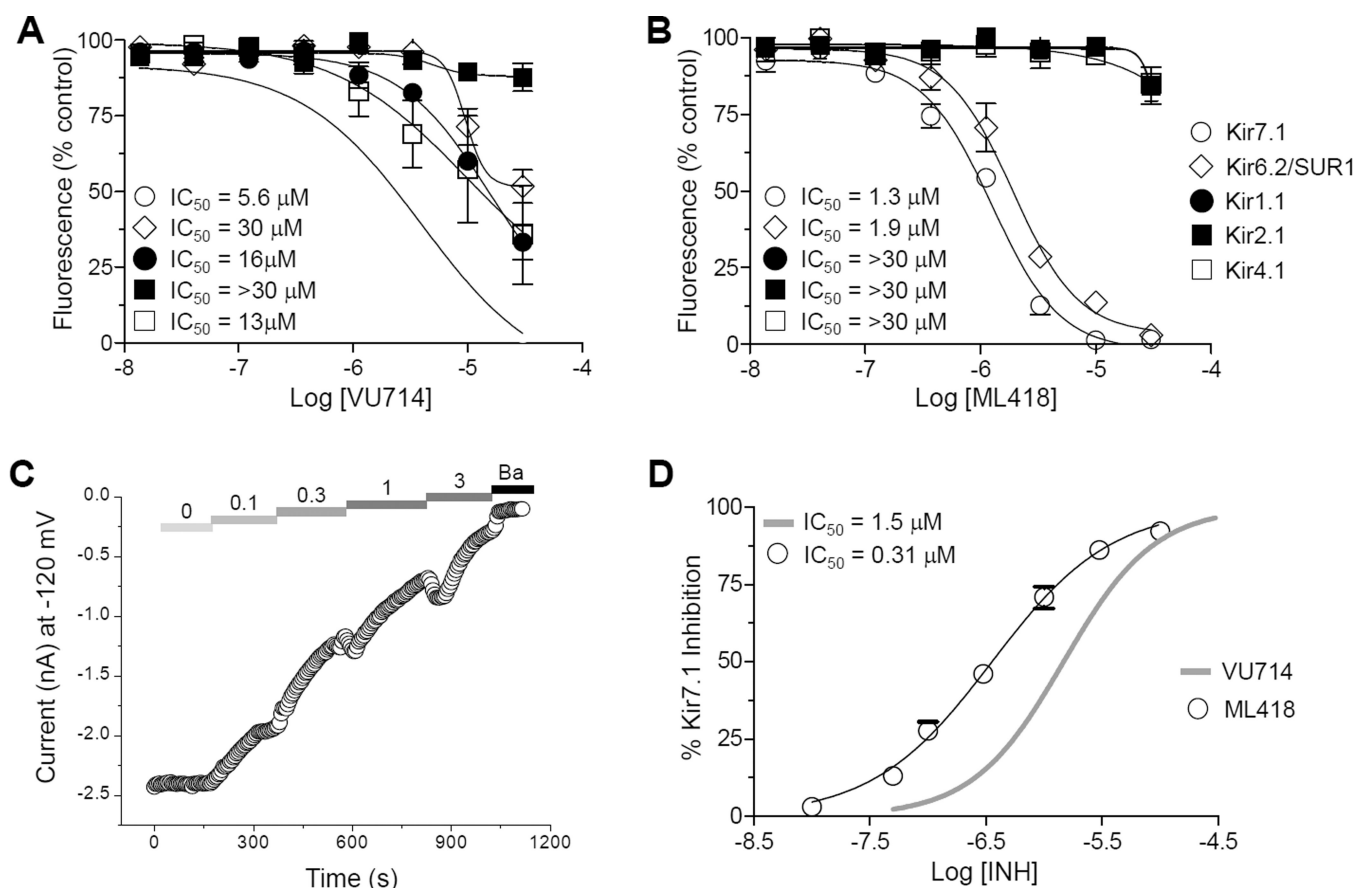 A
Fluorescence (% control)
100
75
50
25
0
IC50 = 5.6 μM
IC50 = 30 μM
IC50 = 16μM
IC50 = >30 μM
IC50 = 13μM
-8 -7 -6 -5 -4
Log [VU714]
B
Fluorescence (% control)
100
75
50
25
0
IC50 = 1.3 μM
IC50 = 1.9 μM
IC50 = >30 μM
IC50 = >30 μM
IC50 = >30 μM
-8 -7 -6 -5 -4
Log [ML418]
Kir7.1
Kir6.2/SUR1
Kir1.1
Kir2.1
Kir4.1
C
Current (nA) at -120 mV
0.0
-0.5
-1.0
-1.5
-2.0
-2.5
0 0.1 0.3 1 3 Ba
0 300 600 900 1200
Time (s)
D
% Kir7.1 Inhibition
100
75
50
25
0
IC50 = 1.5 μM
IC50 = 0.31 μM
VU714
ML418
-8.5 -7.5 -6.5 -5.5 -4.5
Log [INH]